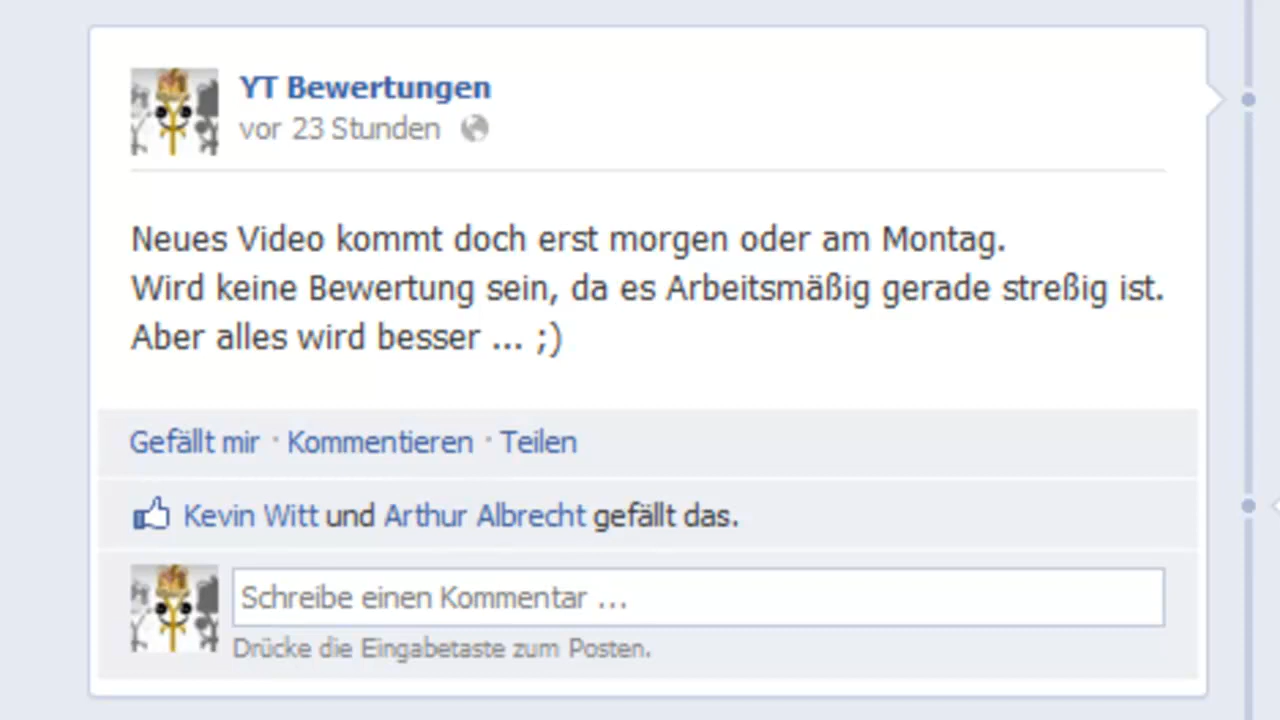 YT Bewertungen
vor 23 Stunden
Neues Video kommt doch erst morgen oder am Montag.
Wird keine Bewertung sein, da es Arbeitsmäßig gerade streßig ist.
Aber alles wird besser ... ;)
Gefällt mir · Kommentieren · Teilen
Kevin Witt und Arthur Albrecht gefällt das.
Schreibe einen Kommentar ...
Drücke die Eingabetaste zum Posten.